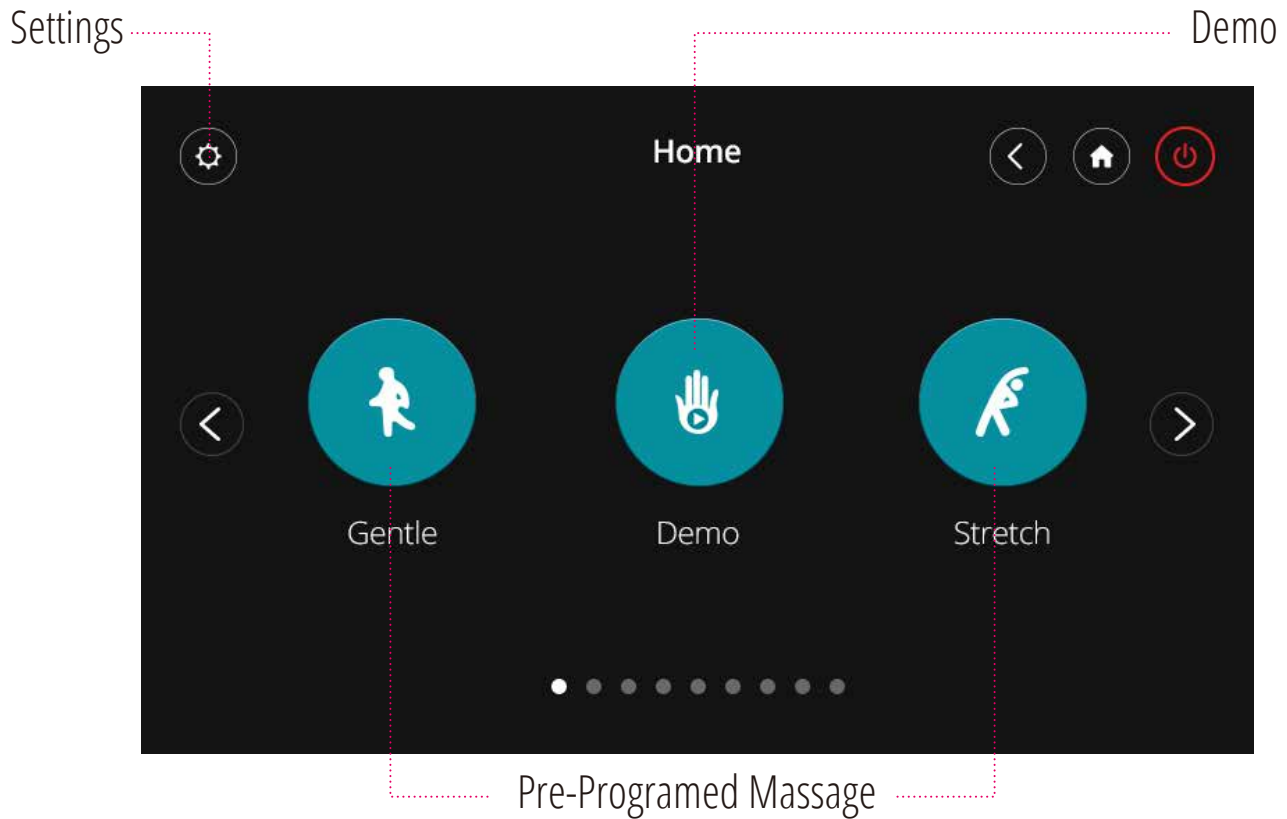 Settings
Demo
Home
Gentle
Demo
Stretch
Pre-Programed Massage